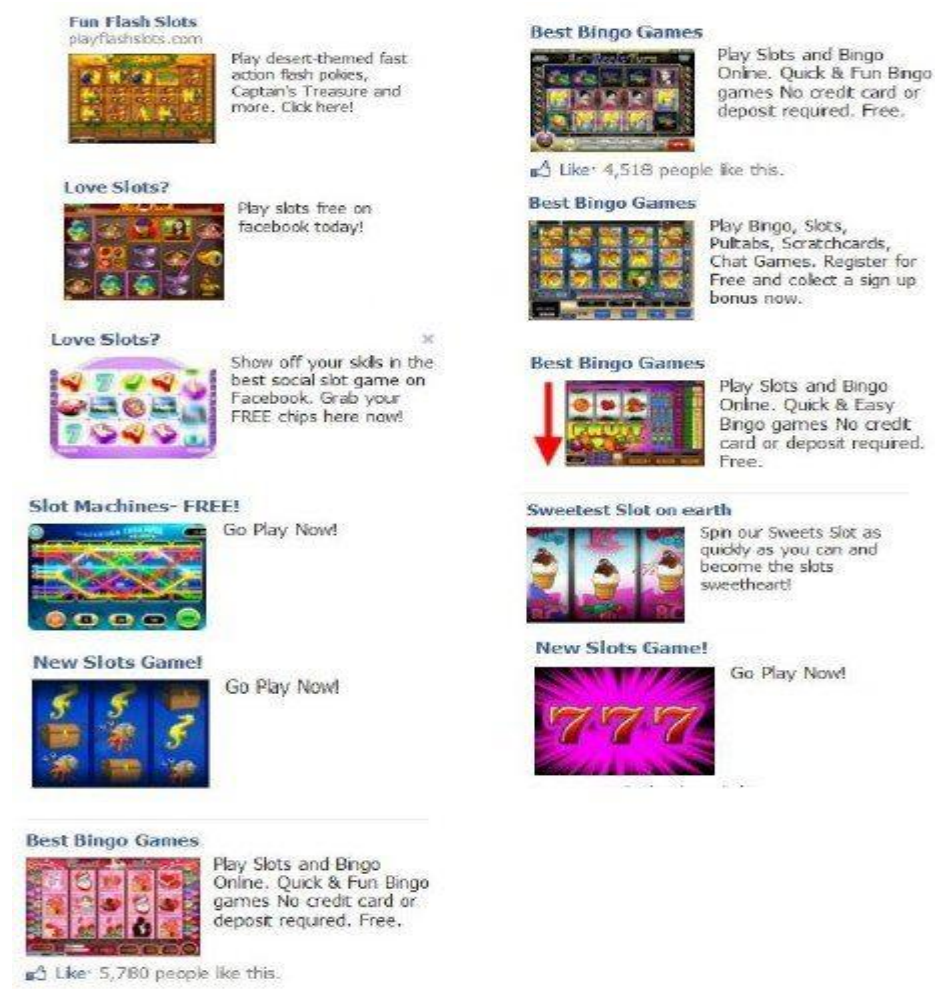 Fun Flash Slots
playflashslots.com
Play desert-themed fast
action flash pokies,
Captan's Treasure and
more. Click here!
Love Slots?
Play slots free on
facebook today!
Love Slots?
Show off your skills in the
best social slot game on
Facebook. Grab your
FREE chips here now!
Slot Machines- FREE!
Go Play Now!
New Slots Game!
Go Play Now!
Best Bingo Games
Play Slots and Bingo
Online. Quick & Fun Bingo
games No credit card or
deposit required. Free.
Like· 5,780 people like this.
Best Bingo Games
Play Slots and Bingo
Online. Quick & Fun Bingo
games No credit card or
deposit required. Free.
Like· 4,518 people like this.
Best Bingo Games
Play Bingo, Slots,
Pultabs, Scratchcards,
Chat Games. Register for
Free and colect a sign up
bonus now.
Best Bingo Games
Play Slots and Bingo
Online. Quick & Easy
Bingo games No credit
card or deposit required.
Free.
Sweetest Slot on earth
Spin our Sweets Slot as
quickly as you can and
become the slots
sweetheart!
New Slots Game!
777
Go Play Now!